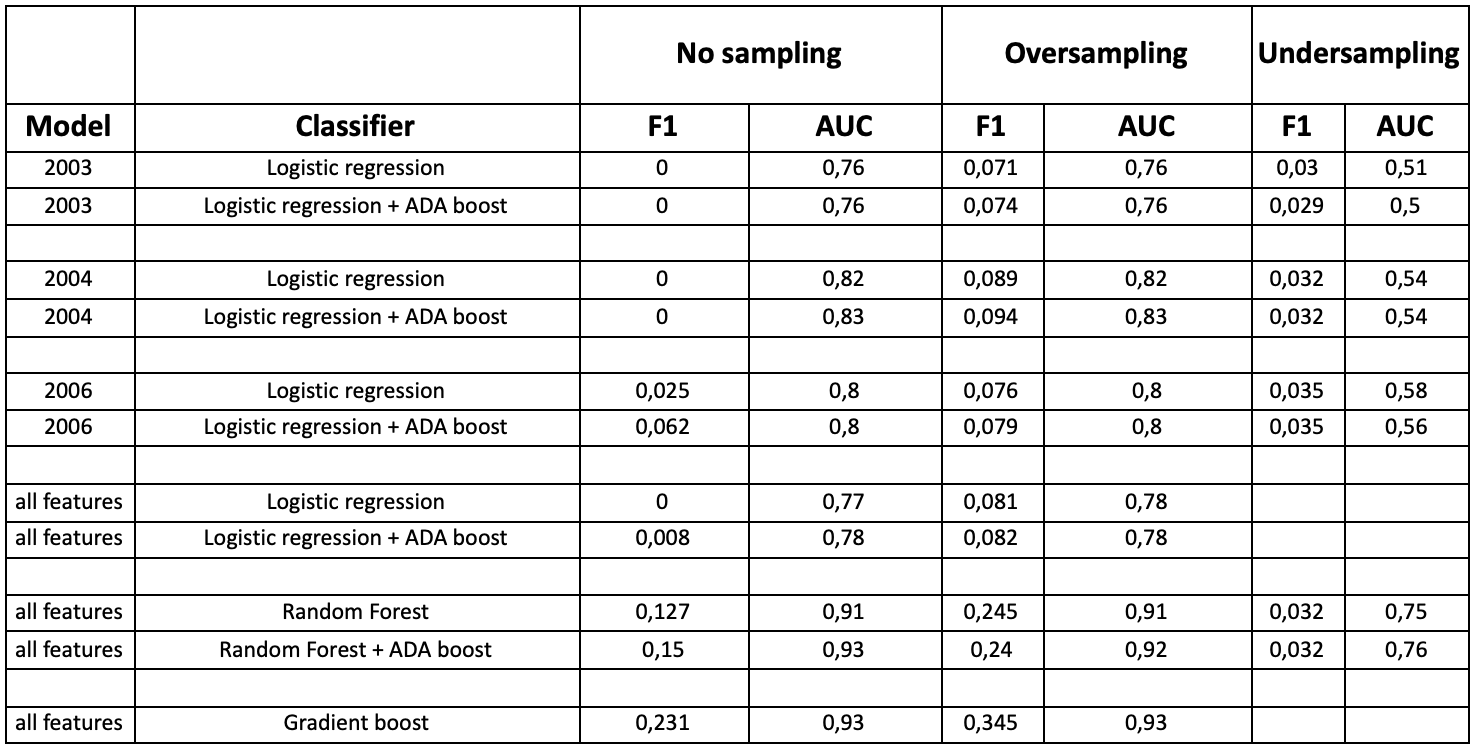 No sampling Oversampling Undersampling
Model Classifier F1 AUC F1 AUC F1 AUC
2003 Logistic regression 0 0,76 0,071 0,76 0,03 0,51
2003 Logistic regression + ADA boost 0 0,76 0,074 0,76 0,029 0,5
2004 Logistic regression 0 0,82 0,089 0,82 0,032 0,54
2004 Logistic regression + ADA boost 0 0,83 0,094 0,83 0,032 0,54
2006 Logistic regression 0,025 0,8 0,076 0,8 0,035 0,58
2006 Logistic regression + ADA boost 0,062 0,8 0,079 0,8 0,035 0,56
all features Logistic regression 0 0,77 0,081 0,78
all features Logistic regression + ADA boost 0,008 0,78 0,082 0,78
all features Random Forest 0,127 0,91 0,245 0,91 0,032 0,75
all features Random Forest + ADA boost 0,15 0,93 0,24 0,92 0,032 0,76
all features Gradient boost 0,231 0,93 0,345 0,93